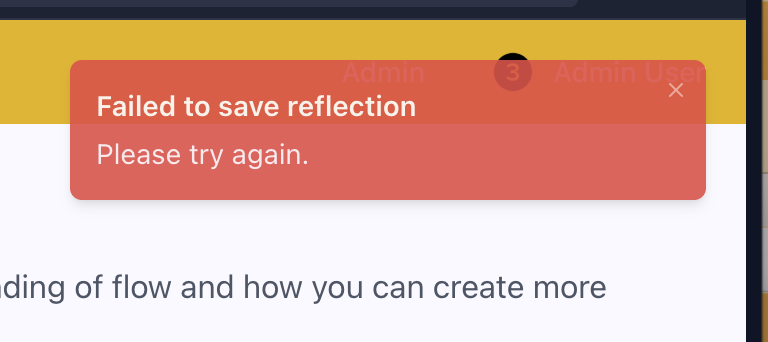 Admin 3 Admin User
Failed to save reflection
Please try again.
ding of flow and how you can create more